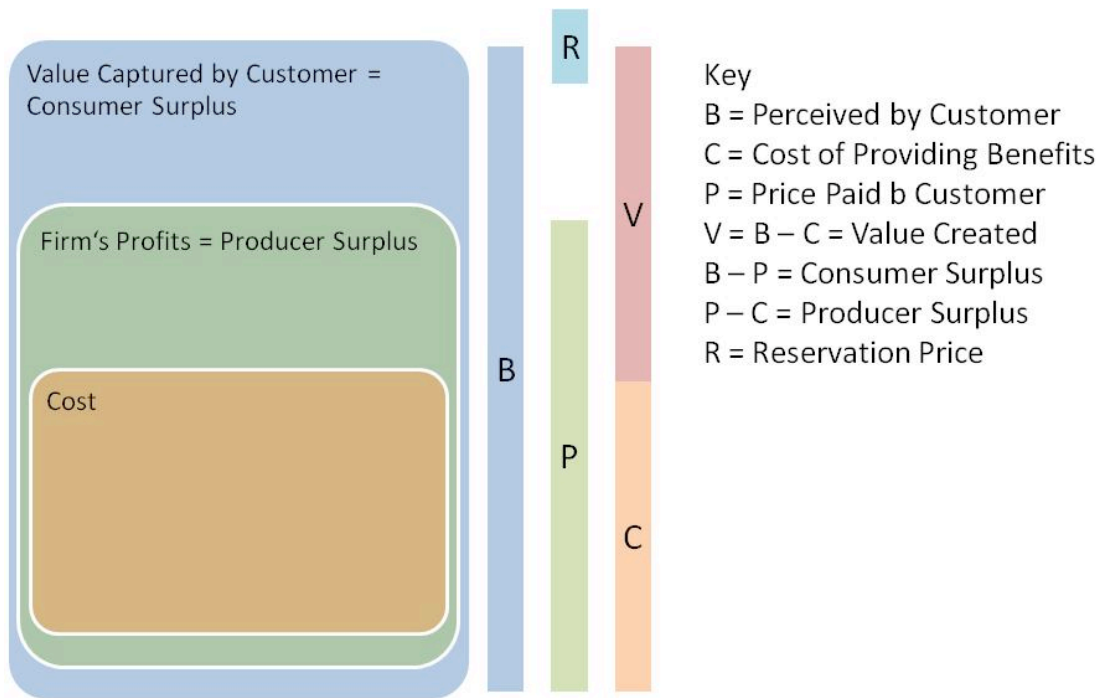 Value Captured by Customer =
Consumer Surplus
Firm‘s Profits = Producer Surplus
Cost
B
R
P
V
C
Key
B = Perceived by Customer
C = Cost of Providing Benefits
P = Price Paid b Customer
V = B – C = Value Created
B – P = Consumer Surplus
P – C = Producer Surplus
R = Reservation Price